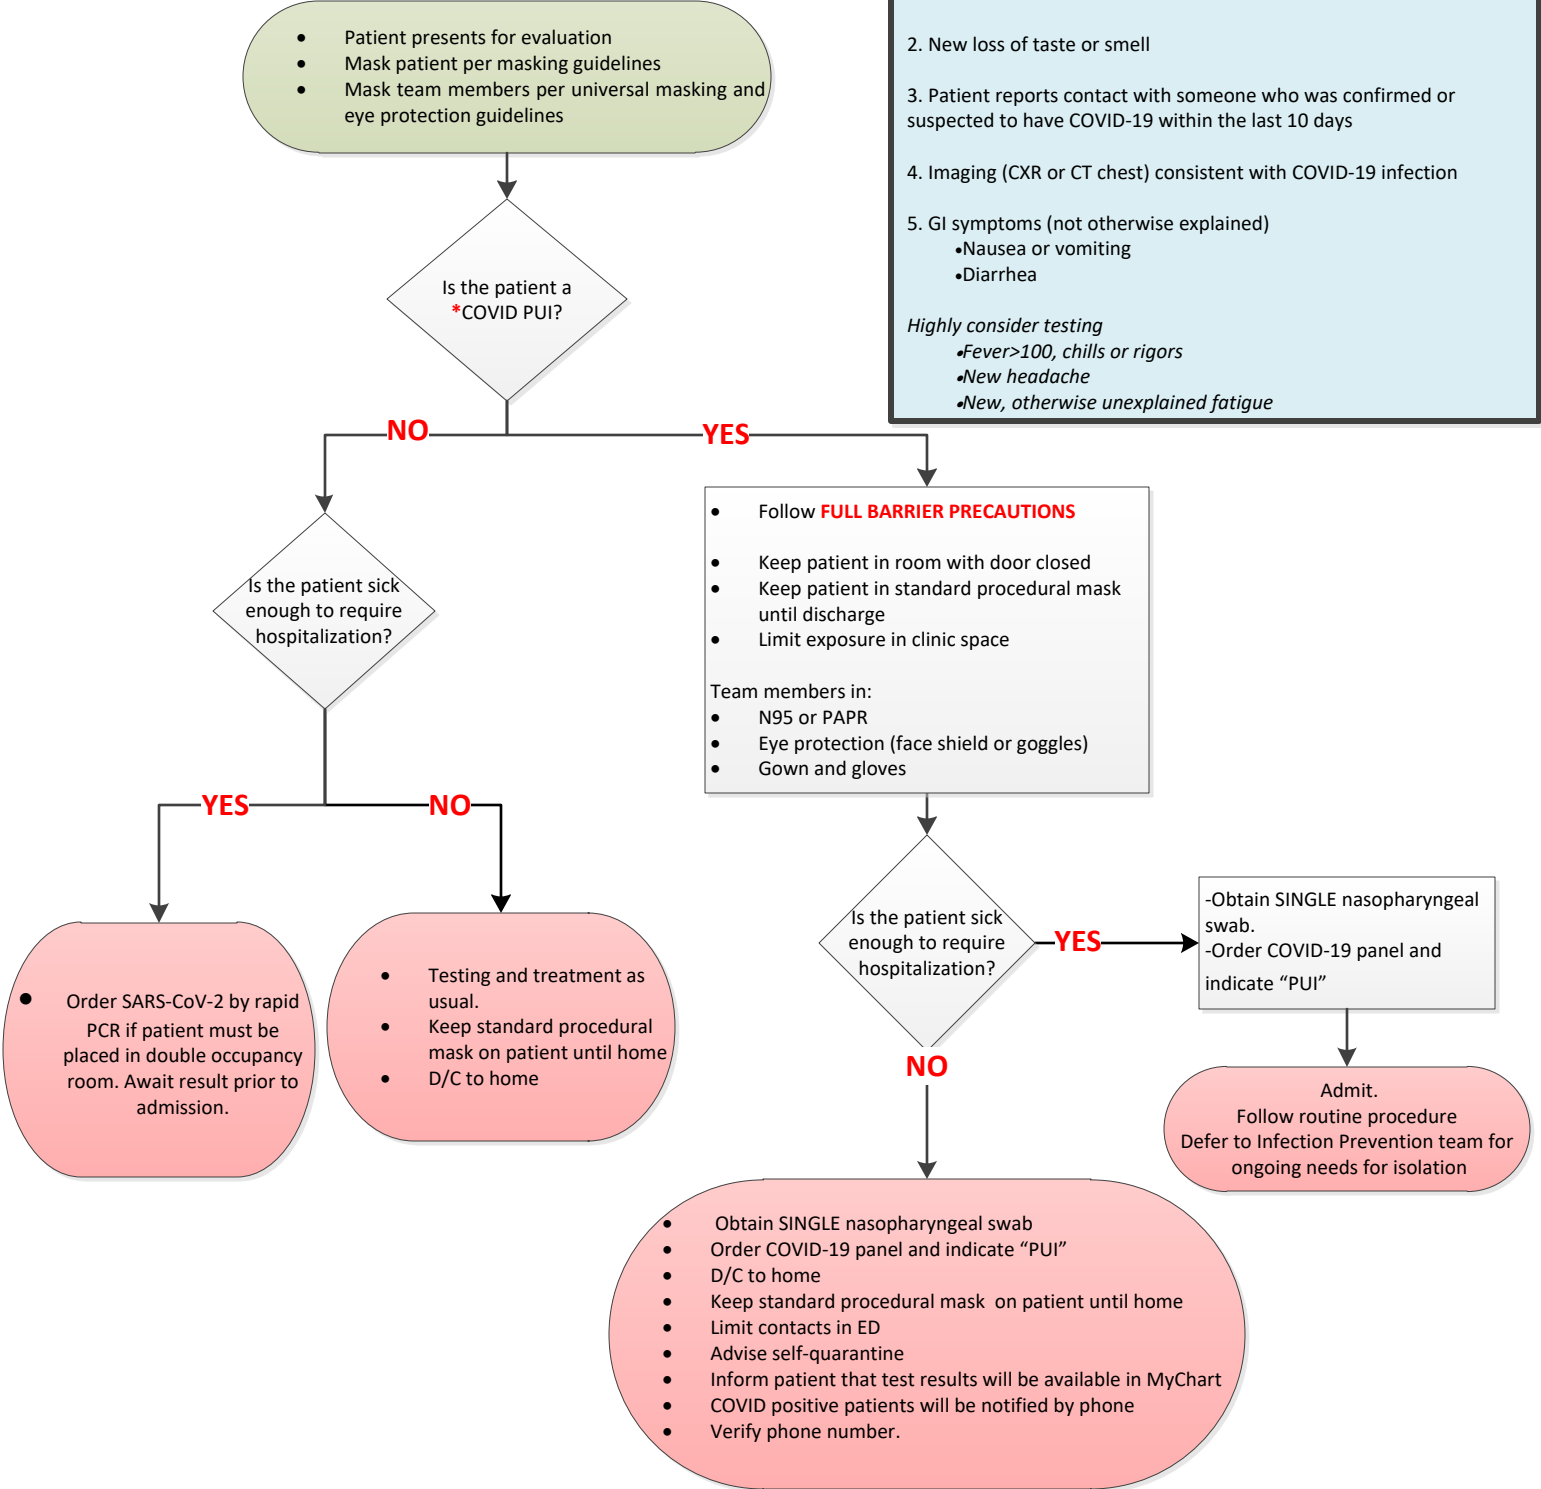 • Patient presents for evaluation
• Mask patient per masking guidelines
• Mask team members per universal masking and
eye protection guidelines
2. New loss of taste or smell
3. Patient reports contact with someone who was confirmed or
suspected to have COVID-19 within the last 10 days
4. Imaging (CXR or CT chest) consistent with COVID-19 infection
5. GI symptoms (not otherwise explained)
•Nausea or vomiting
•Diarrhea
Highly consider testing
•Fever>100, chills or rigors
•New headache
•New, otherwise unexplained fatigue
Is the patient a
*COVID PUI?
NO
YES
Is the patient sick
enough to require
hospitalization?
• Follow FULL BARRIER PRECAUTIONS
• Keep patient in room with door closed
• Keep patient in standard procedural mask
until discharge
• Limit exposure in clinic space
Team members in:
• N95 or PAPR
• Eye protection (face shield or goggles)
• Gown and gloves
YES
NO
• Order SARS-CoV-2 by rapid
PCR if patient must be
placed in double occupancy
room. Await result prior to
admission.
• Testing and treatment as
usual.
• Keep standard procedural
mask on patient until home
• D/C to home
Is the patient sick
enough to require
hospitalization?
YES
-Obtain SINGLE nasopharyngeal
swab.
-Order COVID-19 panel and
indicate “PUI”
NO
Admit.
Follow routine procedure
Defer to Infection Prevention team for
ongoing needs for isolation
• Obtain SINGLE nasopharyngeal swab
• Order COVID-19 panel and indicate “PUI”
• D/C to home
• Keep standard procedural mask on patient until home
• Limit contacts in ED
• Advise self-quarantine
• Inform patient that test results will be available in MyChart
• COVID positive patients will be notified by phone
• Verify phone number.